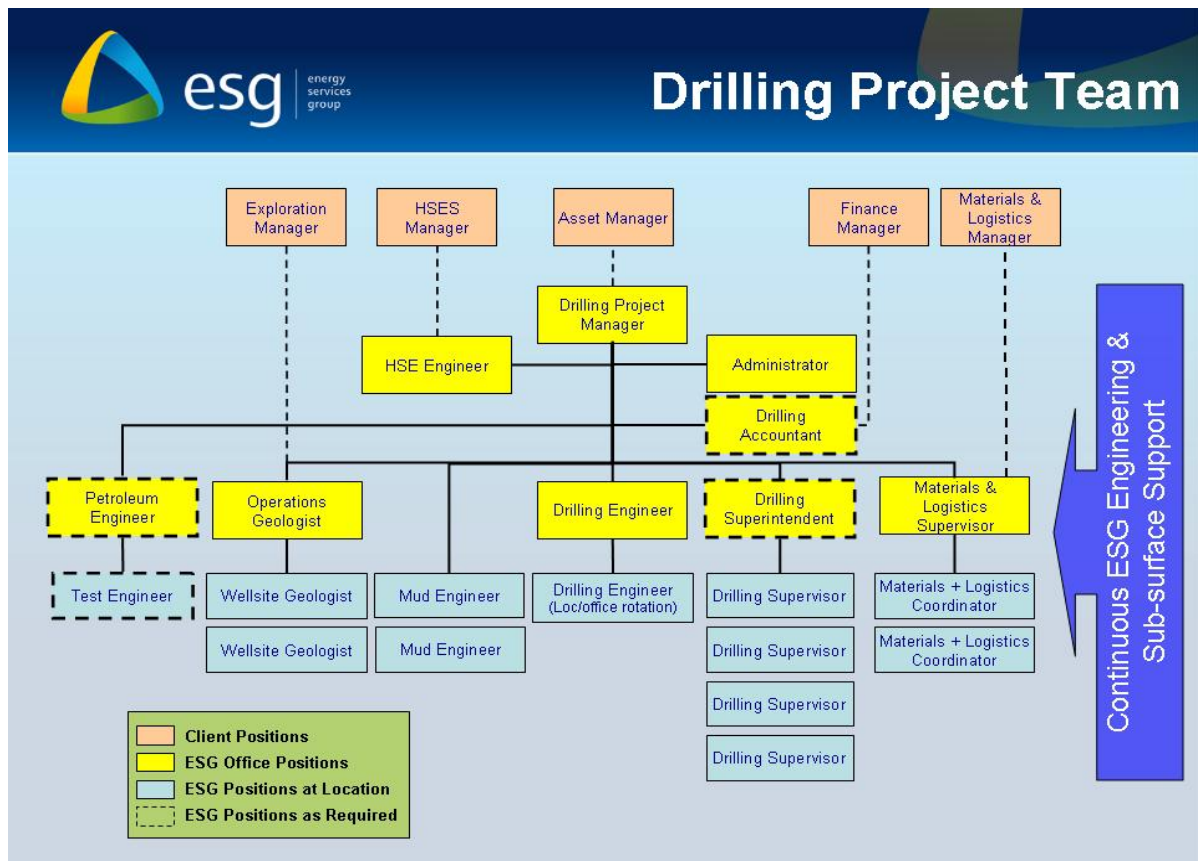 esg
energy
services
group
Drilling Project Team
Exploration
Manager
HSES
Manager
Asset Manager
Finance
Manager
Materials &
Logistics
Manager
Drilling Project
Manager
HSE Engineer
Administrator
Drilling
Accountant
Petroleum
Engineer
Operations
Geologist
Drilling Engineer
Drilling
Superintendent
Materials &
Logistics
Supervisor
Test Engineer
Wellsite Geologist
Mud Engineer
Drilling Engineer
(Loc/office rotation)
Drilling Supervisor
Materials + Logistics
Coordinator
Wellsite Geologist
Mud Engineer
Drilling Supervisor
Materials + Logistics
Coordinator
Drilling Supervisor
Drilling Supervisor
Continuous ESG Engineering &
Sub-surface Support
Client Positions
ESG Office Positions
ESG Positions at Location
ESG Positions as Required